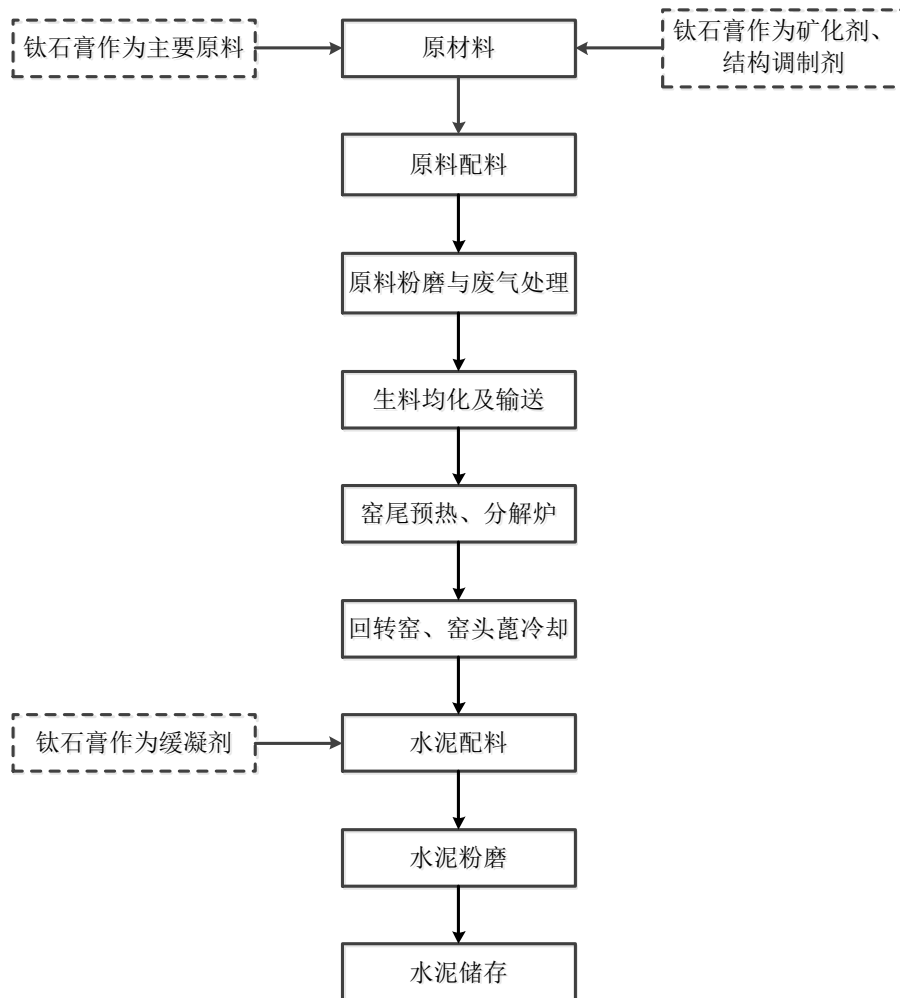 钛石膏作为主要原料
原材料
钛石膏作为矿化剂、
结构调制剂
原料配料
原料粉磨与废气处理
生料均化及输送
窑尾预热、分解炉
回转窑、窑头蓖冷却
钛石膏作为缓凝剂
水泥配料
水泥粉磨
水泥储存